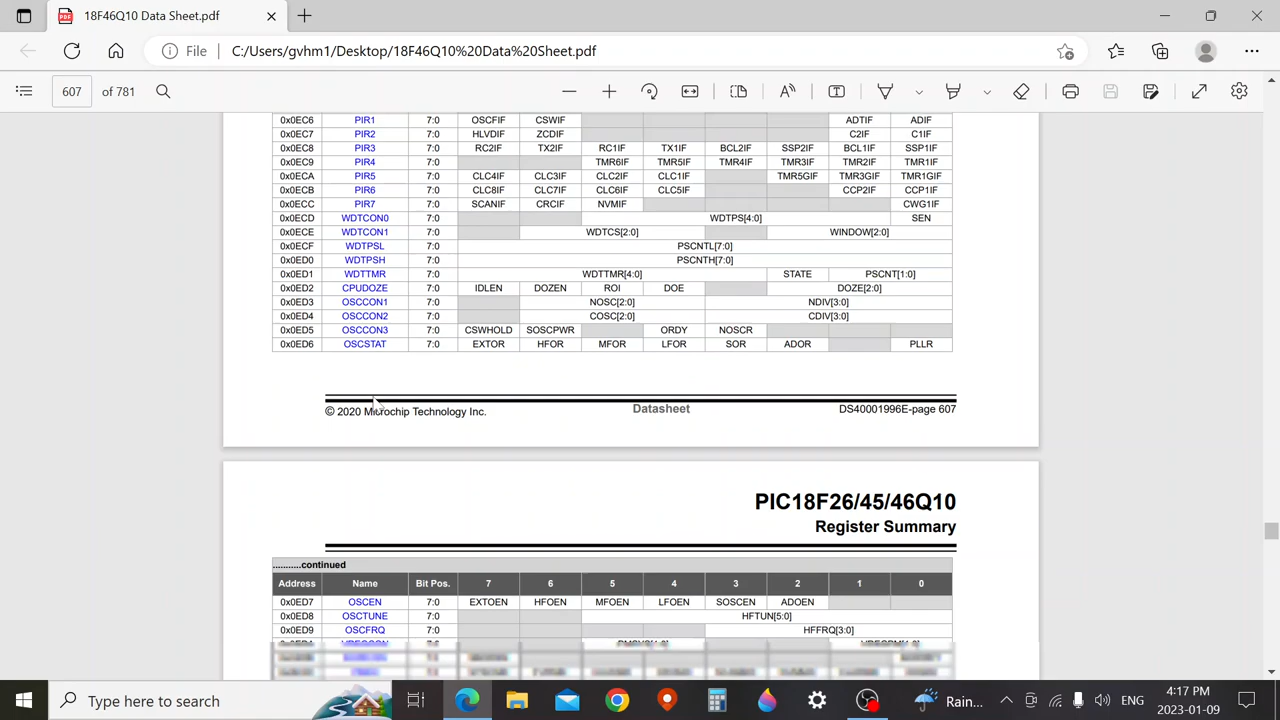 18F46Q10 Data Sheet.pdf
File C:/Users/gvhm1/Desktop/18F46Q10%20Data%20Sheet.pdf
607 of 781
0x0EC6 PIR1 7:0 OSCFIF CSWIF ADTIF ADIF
0x0EC7 PIR2 7:0 HLVDIF ZCDIF C2IF C1IF
0x0EC8 PIR3 7:0 RC2IF TX2IF RC1IF TX1IF BCL2IF SSP2IF BCL1IF SSP1IF
0x0EC9 PIR4 7:0 TMR6IF TMR5IF TMR4IF TMR3IF TMR2IF TMR1IF
0x0ECA PIR5 7:0 CLC4IF CLC3IF CLC2IF CLC1IF TMR5GIF TMR3GIF TMR1GIF
0x0ECB PIR6 7:0 CLC8IF CLC7IF CLC6IF CLC5IF CCP2IF CCP1IF
0x0ECC PIR7 7:0 SCANIF CRCIF NVMIF CWG1IF
0x0ECD WDTCON0 7:0 WDTPS[4:0] SEN
0x0ECE WDTCON1 7:0 WDTCS[2:0] WINDOW[2:0]
0x0ECF WDTPSL 7:0 PSCNTL[7:0]
0x0ED0 WDTPSH 7:0 PSCNTH[7:0]
0x0ED1 WDTTMR 7:0 WDTTMR[4:0] STATE PSCNT[1:0]
0x0ED2 CPUDOZE 7:0 IDLEN DOZEN ROI DOE DOZE[2:0]
0x0ED3 OSCCON1 7:0 NOSC[2:0] NDIV[3:0]
0x0ED4 OSCCON2 7:0 COSC[2:0] CDIV[3:0]
0x0ED5 OSCCON3 7:0 CSWHOLD SOSCPWR ORDY NOSCR
0x0ED6 OSCSTAT 7:0 EXTOR HFOR MFOR LFOR SOR ADOR PLLR
© 2020 Microchip Technology Inc. Datasheet DS40001996E-page 607
PIC18F26/45/46Q10
Register Summary
...........continued
Address Name Bit Pos. 7 6 5 4 3 2 1 0
0x0ED7 OSCEN 7:0 EXTOEN HFOEN MFOEN LFOEN SOSCEN ADOEN
0x0ED8 OSCTUNE 7:0 HFTUN[5:0]
0x0ED9 OSCFRQ 7:0 HFFRQ[3:0]
Type here to search
Rain...
ENG
4:17 PM
2023-01-09